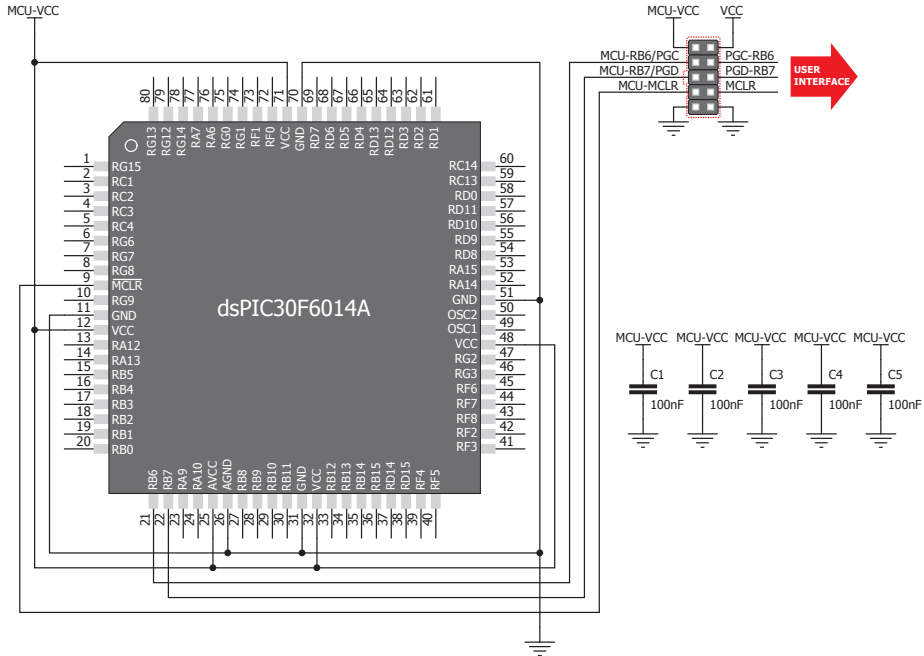 MCU-VCC
MCU-VCC VCC
MCU-RB6/PGC PGC-RB6
MCU-RB7/PGD PGD-RB7
MCU-MCLR MCLR
USER
INTERFACE
80 79 78 77 76 75 74 73 72 71 70 69 68 67 66 65 64 63 62 61
RG13 RG12 RG14 RA7 RA6 RG0 RG1 RF1 RF0 VCC GND RD7 RD6 RD5 RD4 RD13 RD12 RD3 RD2 RD1
1 RG15 RC14 60
2 RC1 RC13 59
3 RC2 RD0 58
4 RC3 RD11 57
5 RC4 RD10 56
6 RG6 RD9 55
7 RG7 RD8 54
8 RG8 RA15 53
9 MCLR RA14 52
10 RG9 GND 51
11 GND OSC2 50
12 VCC OSC1 49
13 RA12 VCC 48
14 RA13 RG2 47
15 RB5 RG3 46
16 RB4 RF6 45
17 RB3 RF7 44
18 RB2 RF8 43
19 RB1 RF2 42
20 RB0 RF3 41
dsPIC30F6014A
RB6 RB7 RA9 RA10 AVCC AGND RB8 RB9 RB10 RB11 GND VCC RB12 RB13 RB14 RB15 RD14 RD15 RF4 RF5
21 22 23 24 25 26 27 28 29 30 31 32 33 34 35 36 37 38 39 40
MCU-VCC MCU-VCC MCU-VCC MCU-VCC MCU-VCC
C1 C2 C3 C4 C5
100nF 100nF 100nF 100nF 100nF